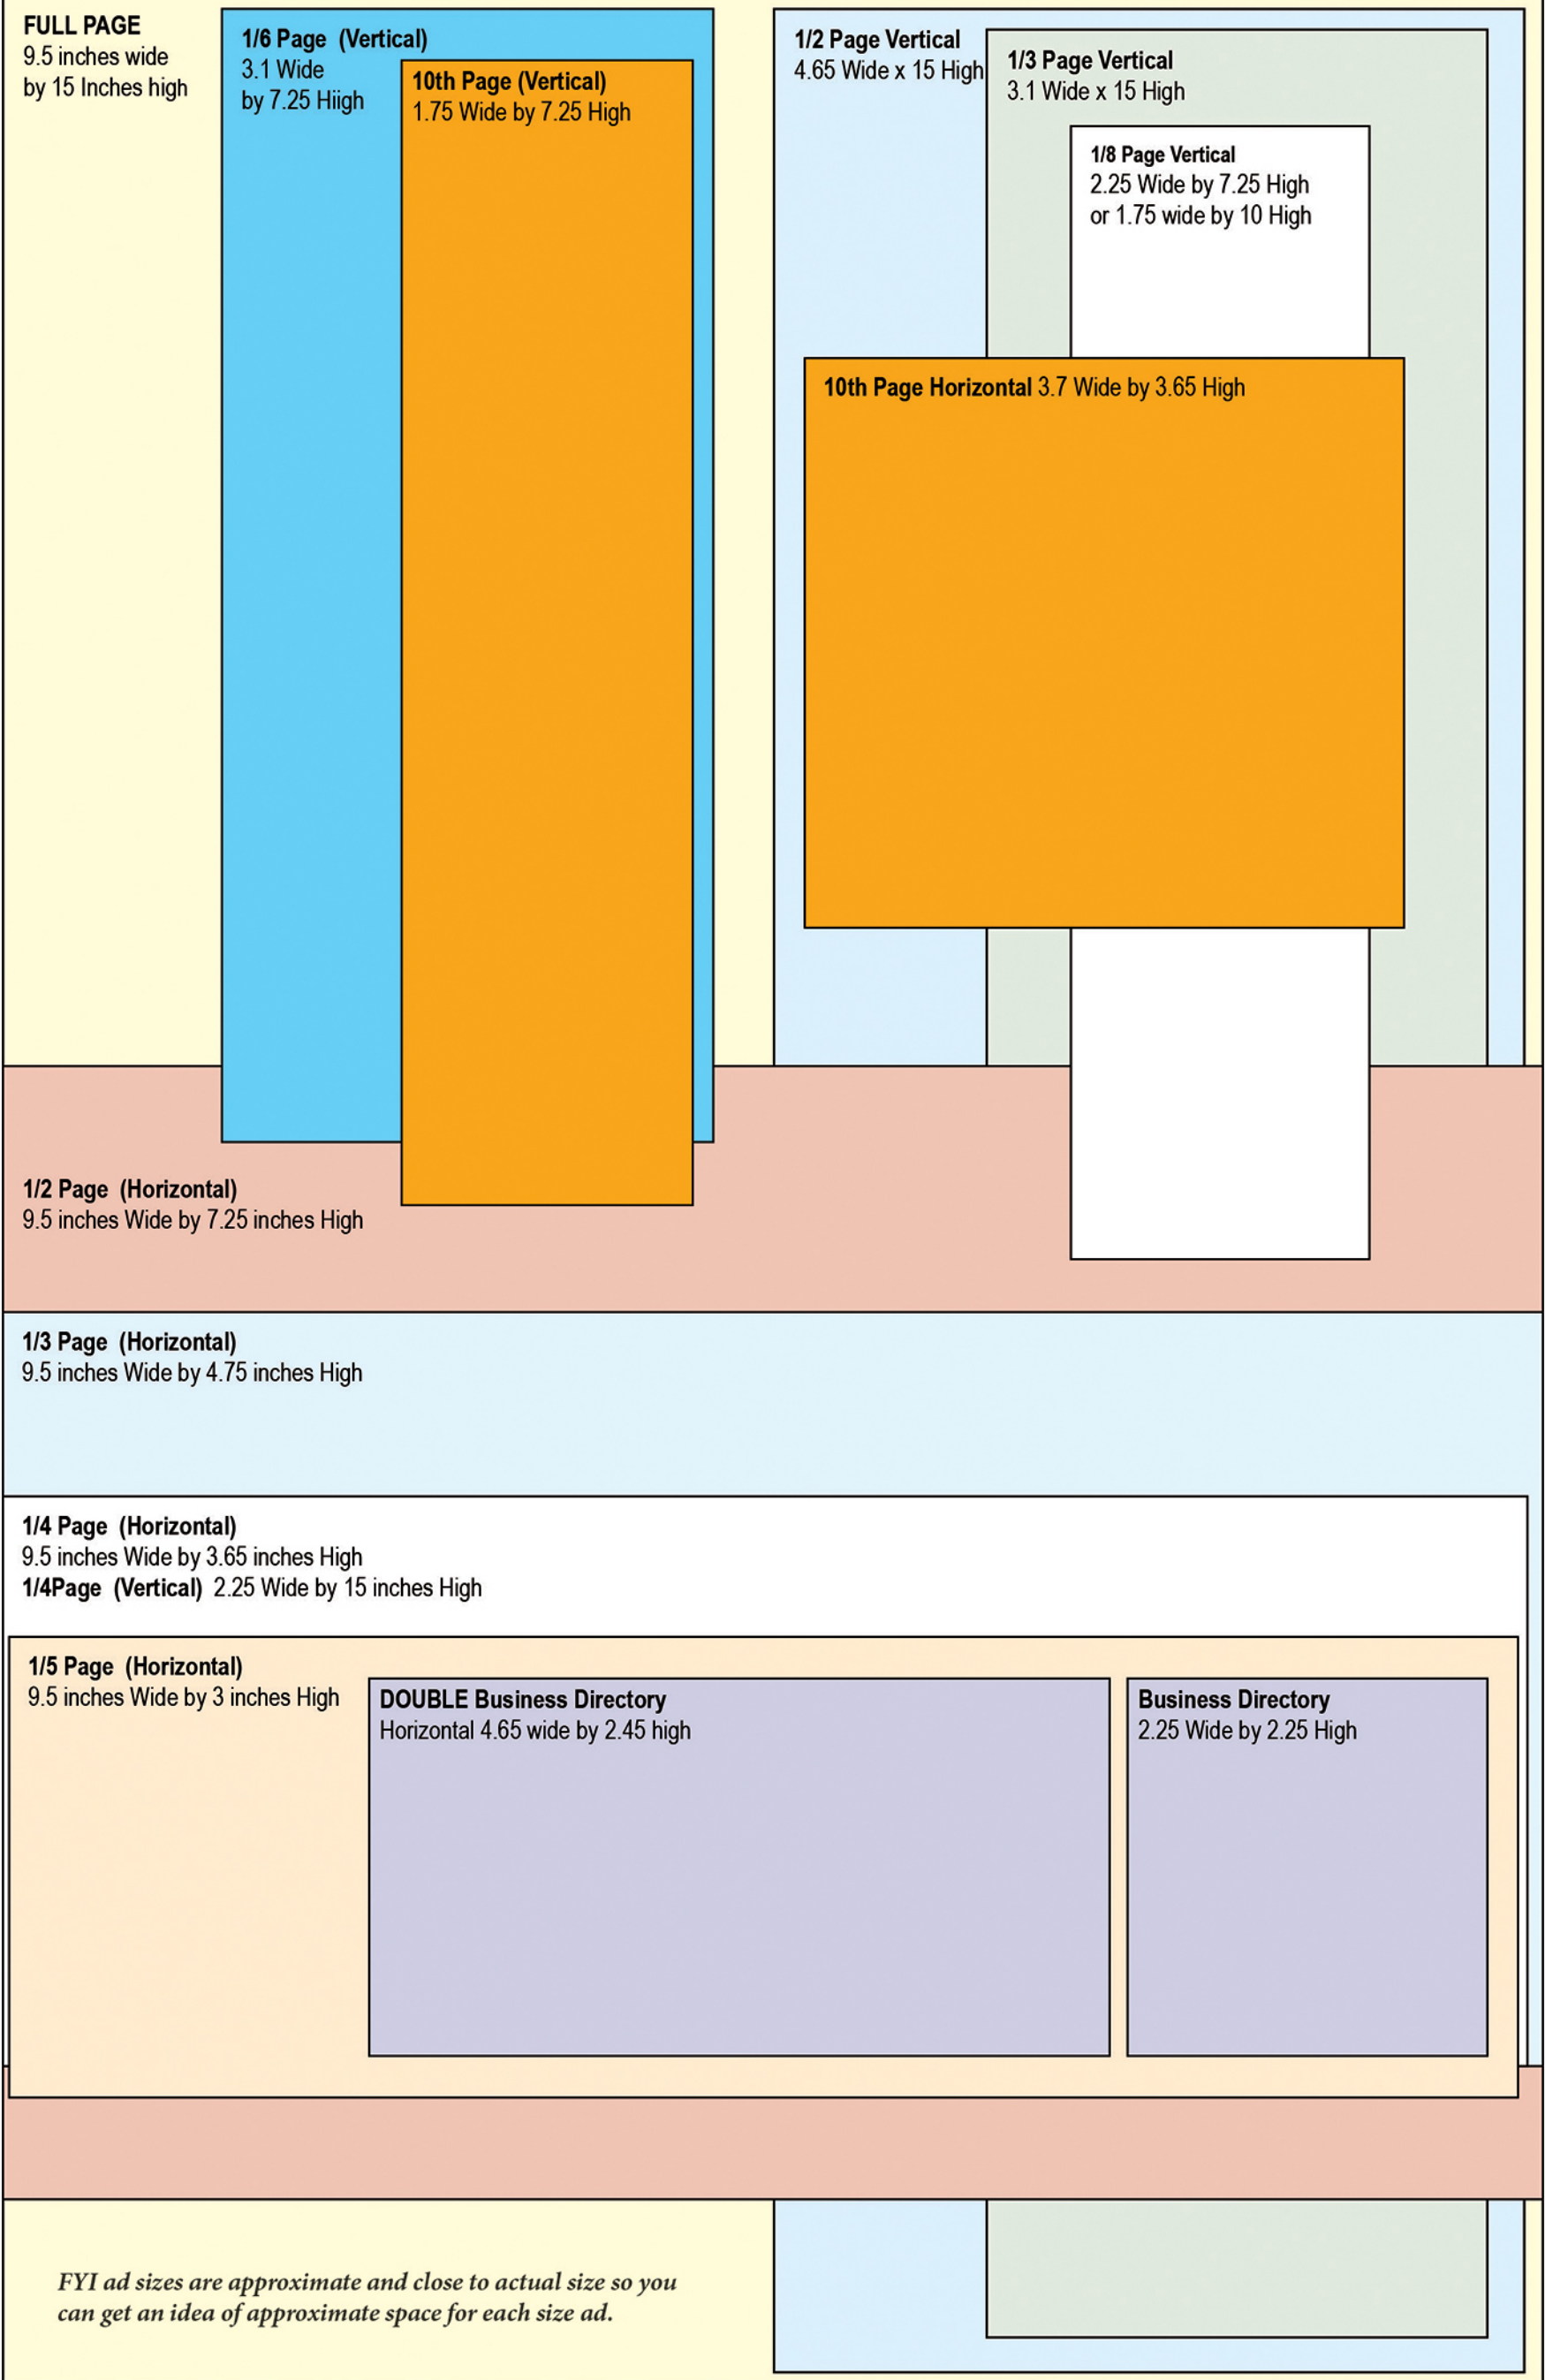 FULL PAGE
9.5 inches wide
by 15 Inches high
1/6 Page (Vertical)
3.1 Wide
by 7.25 Hiigh
10th Page (Vertical)
1.75 Wide by 7.25 High
1/2 Page Vertical
4.65 Wide x 15 High
1/3 Page Vertical
3.1 Wide x 15 High
1/8 Page Vertical
2.25 Wide by 7.25 High
or 1.75 wide by 10 High
10th Page Horizontal 3.7 Wide by 3.65 High
1/2 Page (Horizontal)
9.5 inches Wide by 7.25 inches High
1/3 Page (Horizontal)
9.5 inches Wide by 4.75 inches High
1/4 Page (Horizontal)
9.5 inches Wide by 3.65 inches High
1/4Page (Vertical) 2.25 Wide by 15 inches High
1/5 Page (Horizontal)
9.5 inches Wide by 3 inches High
DOUBLE Business Directory
Horizontal 4.65 wide by 2.45 high
Business Directory
2.25 Wide by 2.25 High
FYI ad sizes are approximate and close to actual size so you
can get an idea of approximate space for each size ad.